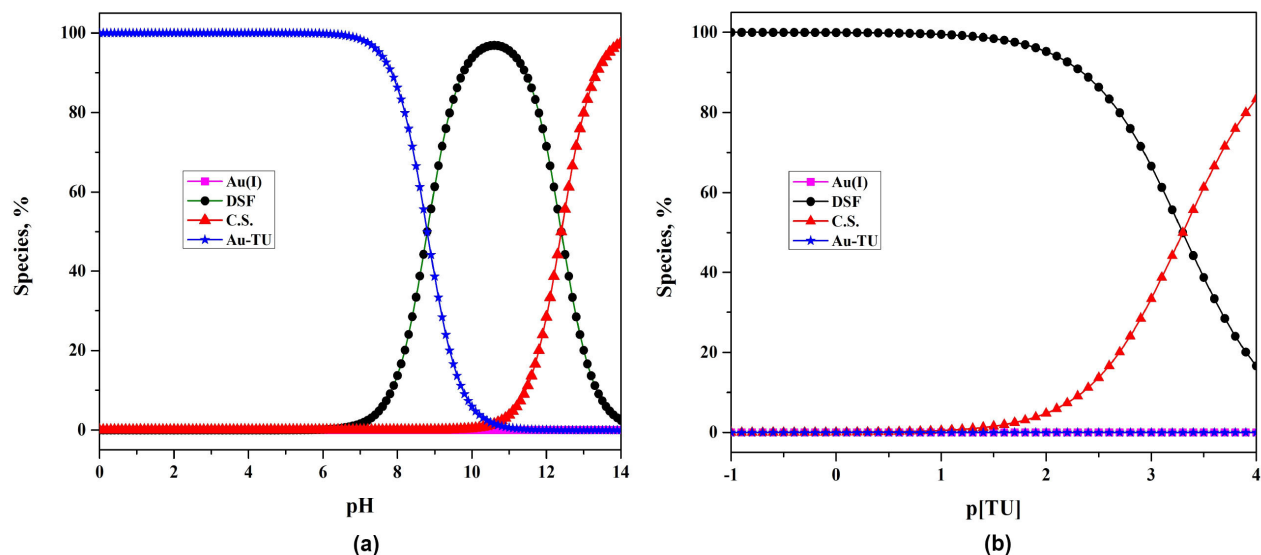 100
80
60
40
20
0
Species, %
Au(I)
DSF
C.S.
Au-TU
0 2 4 6 8 10 12 14
pH
(a)
100
80
60
40
20
0
Species, %
Au(I)
DSF
C.S.
Au-TU
-1 0 1 2 3 4
p[TU]
(b)